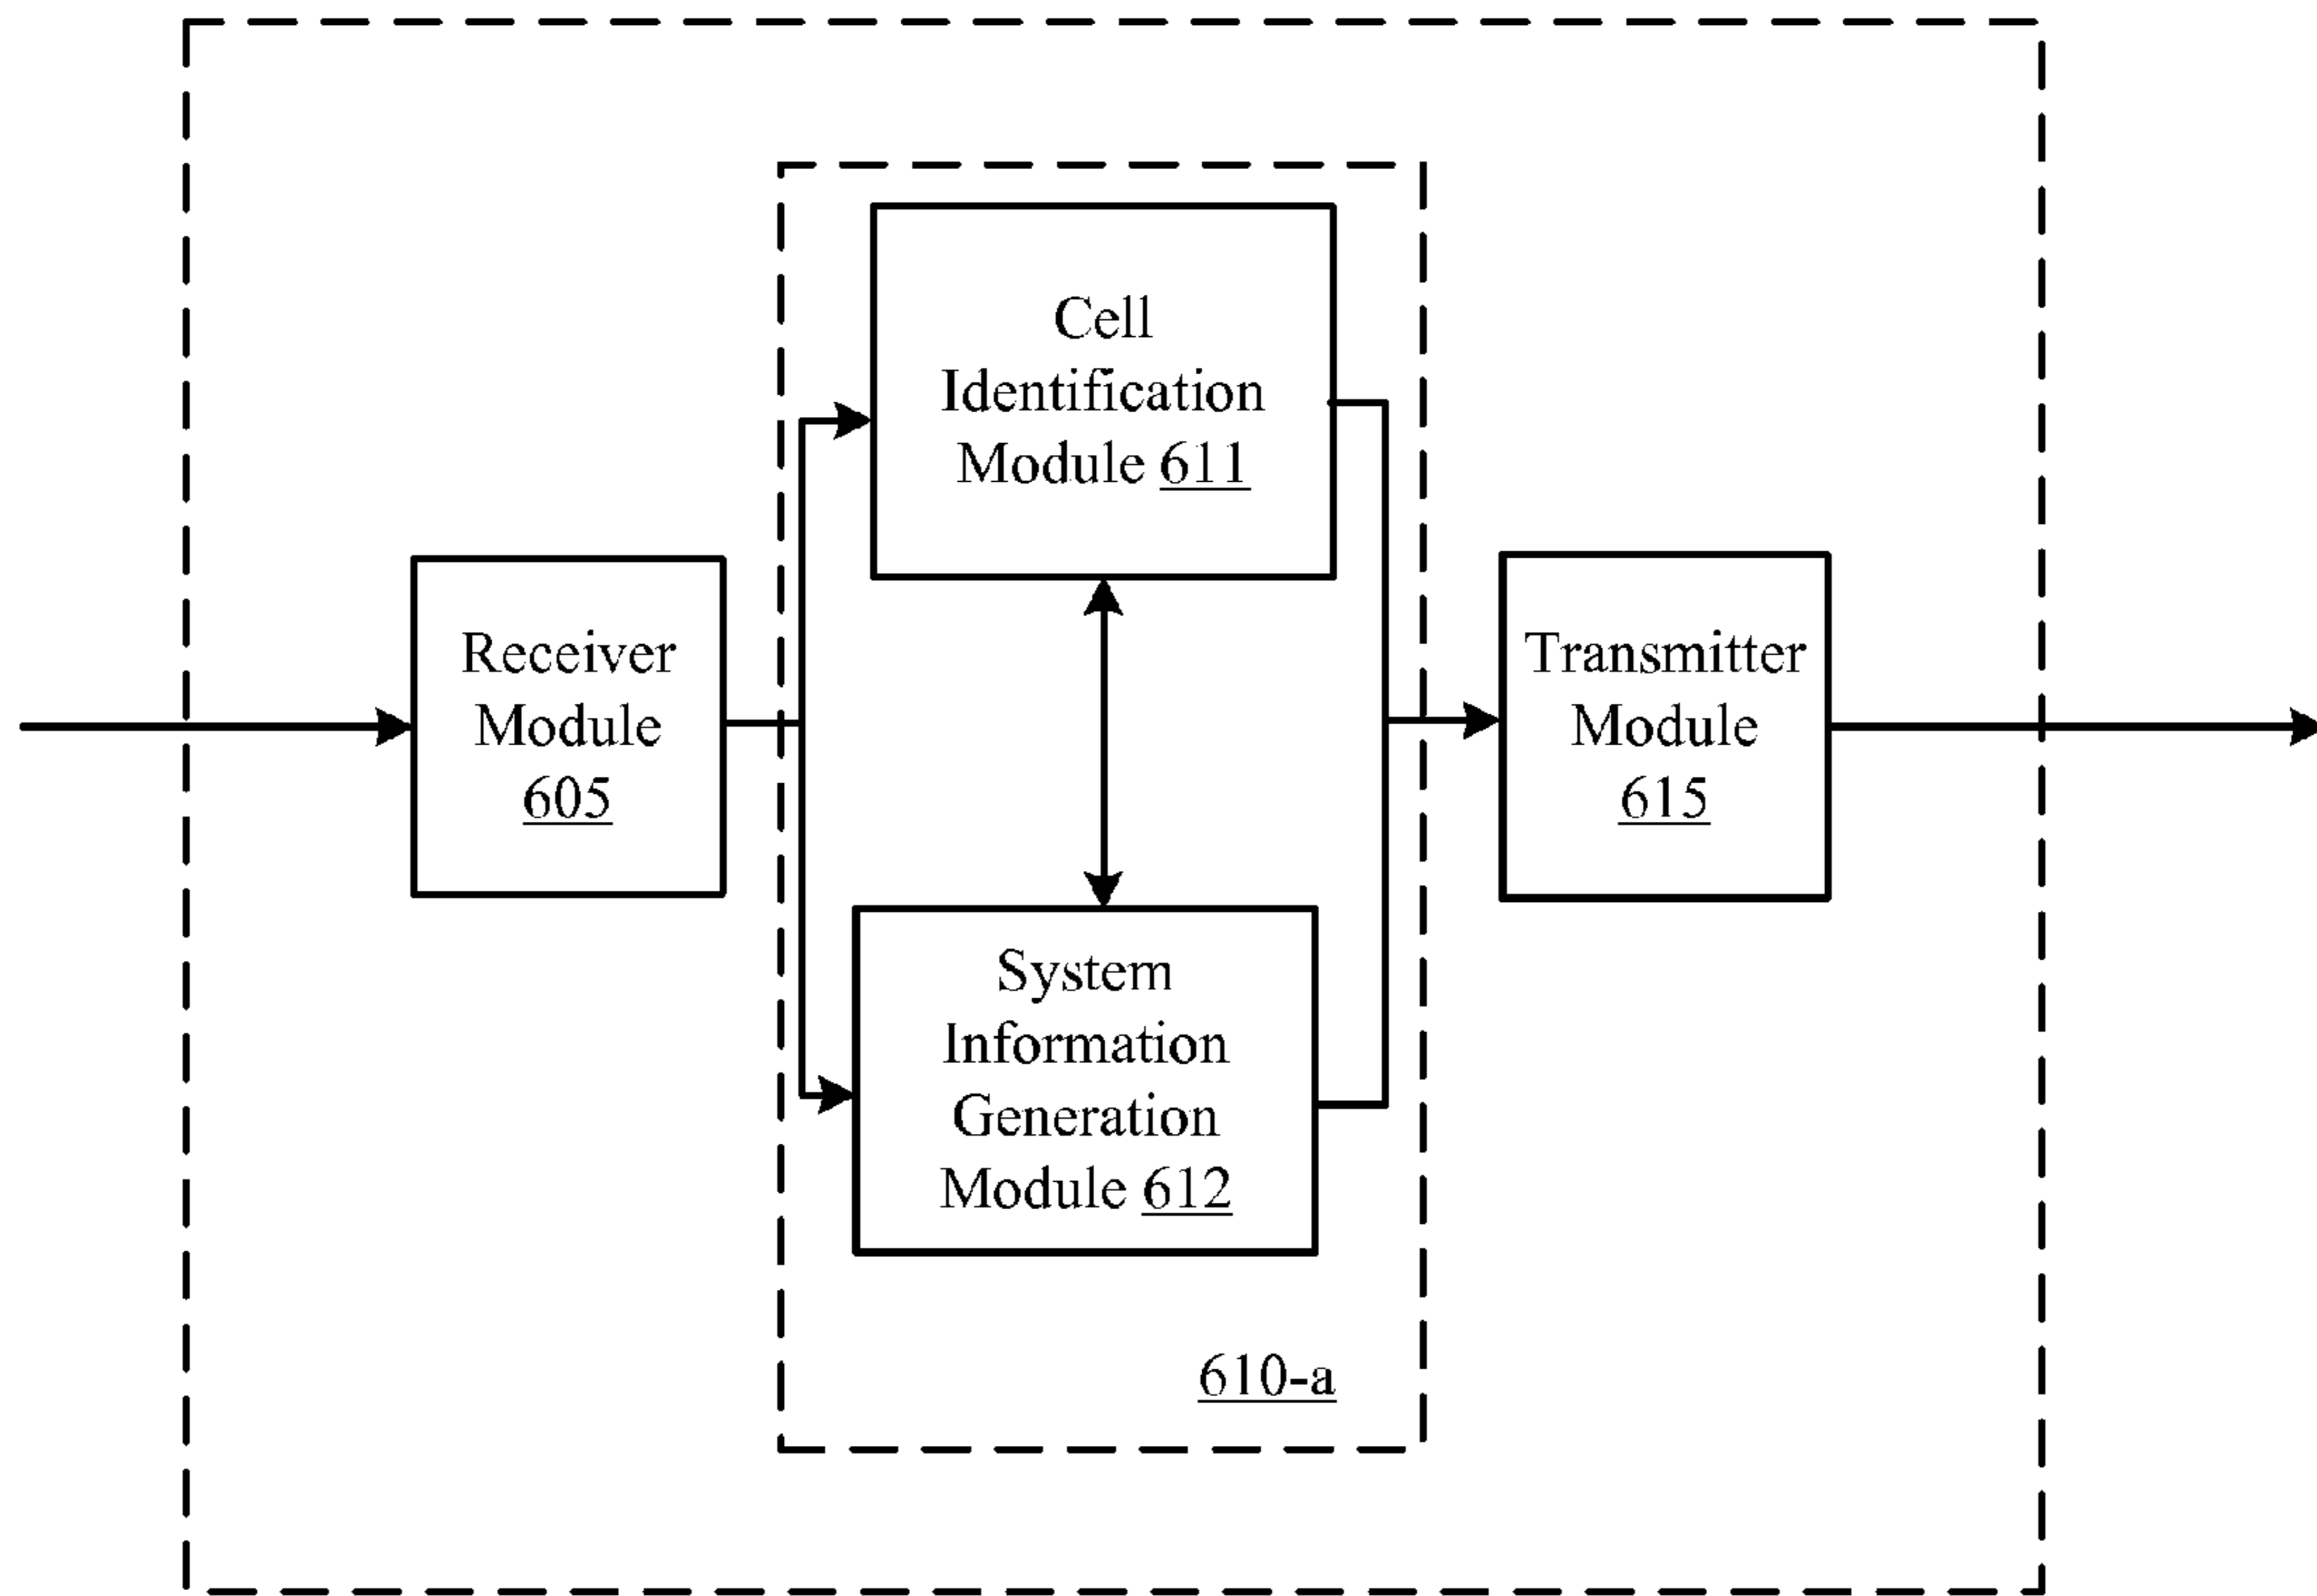 Cell
Identification
Module 611
Receiver
Module
605
Transmitter
Module
615
System
Information
Generation
Module 612
610-a